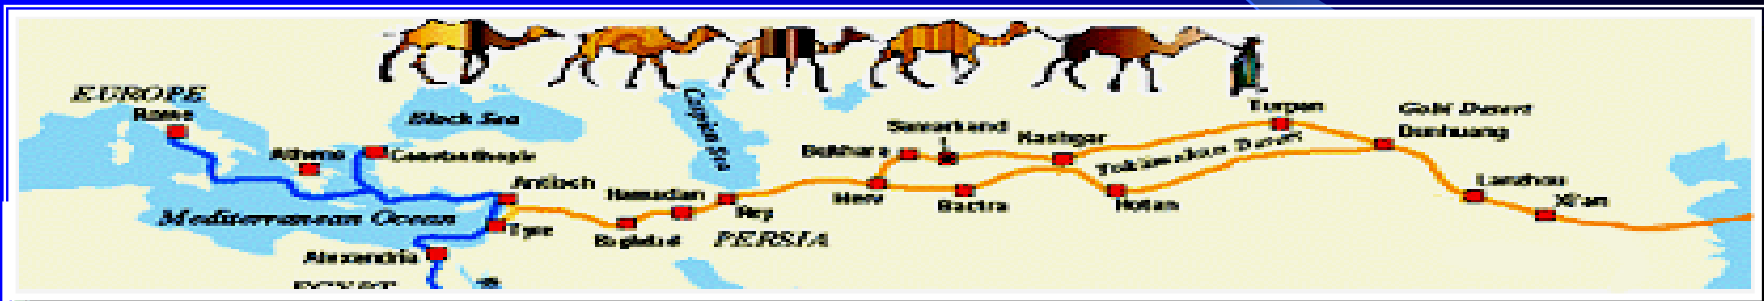 EUROPE
Rome
Black Sea
Caspian Sea
Athens
Constantinople
Antioch
Mediterranean Ocean
Tyre
Alexandria
EGYPT
Hamadan
Baghdad
Rey
PERSIA
Merv
Bukhara
Samarkand
Bactra
Kashgar
Hotan
Turpan
Gobi Desert
Dunhuang
Lanzhou
Xi'an